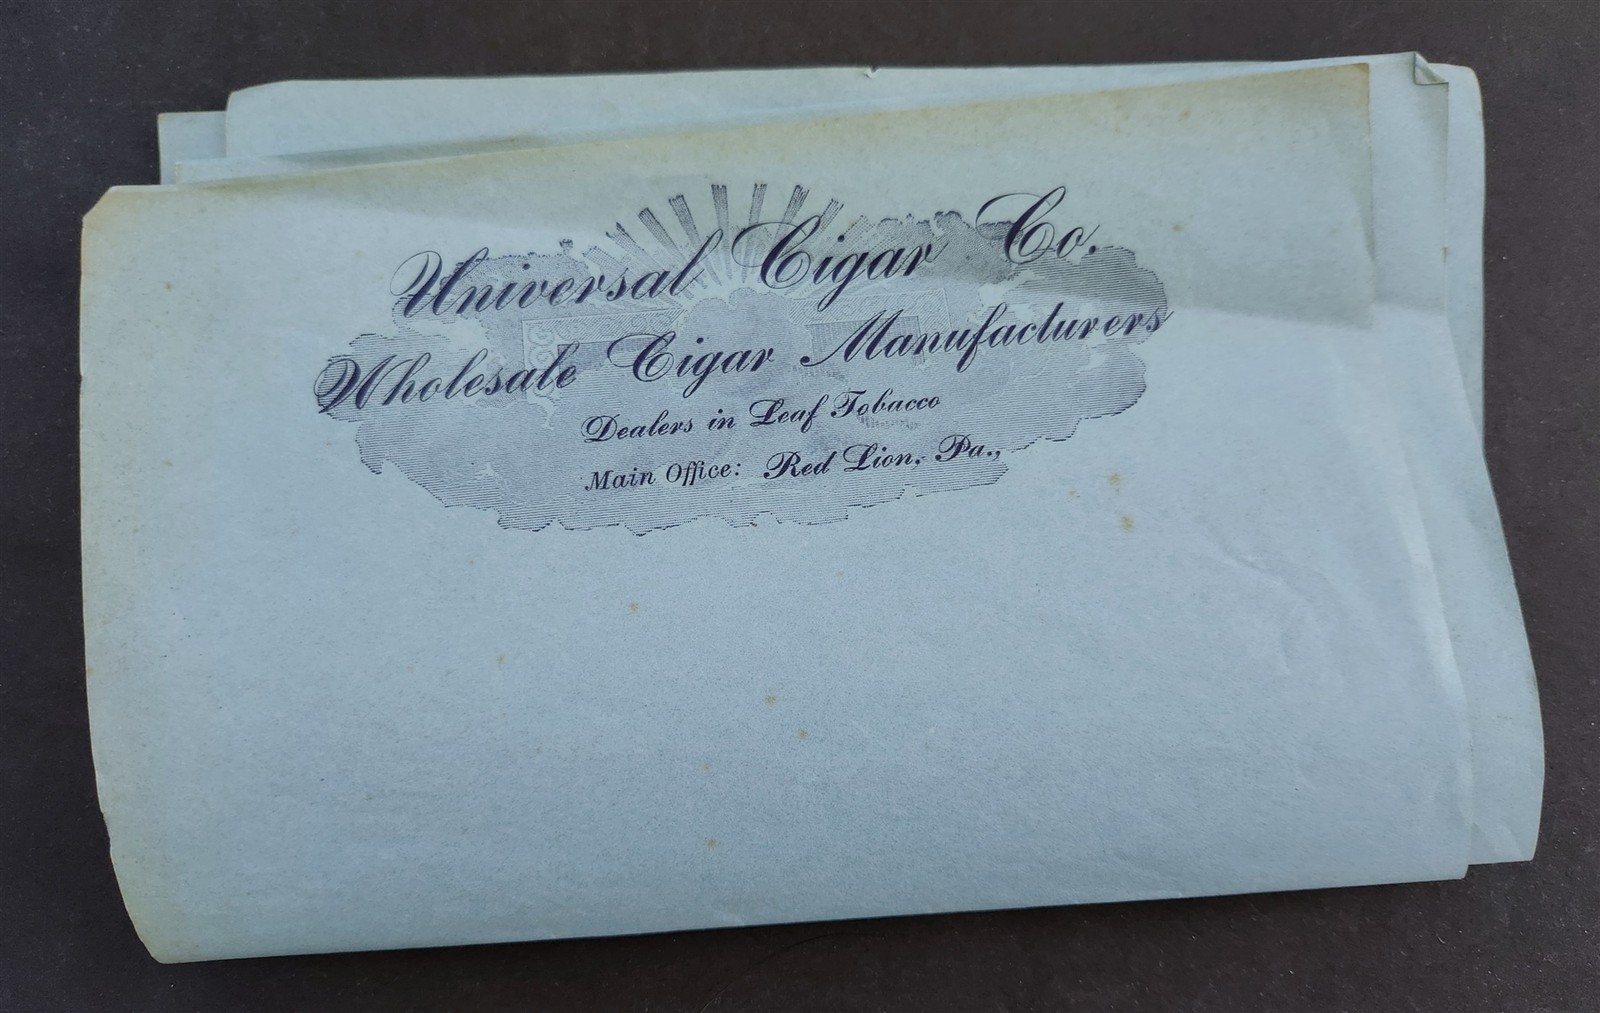 Universal Cigar Co.
Wholesale Cigar Manufacturers
Dealers in Leaf Tobacco
Main Office: Red Lion, Pa.,